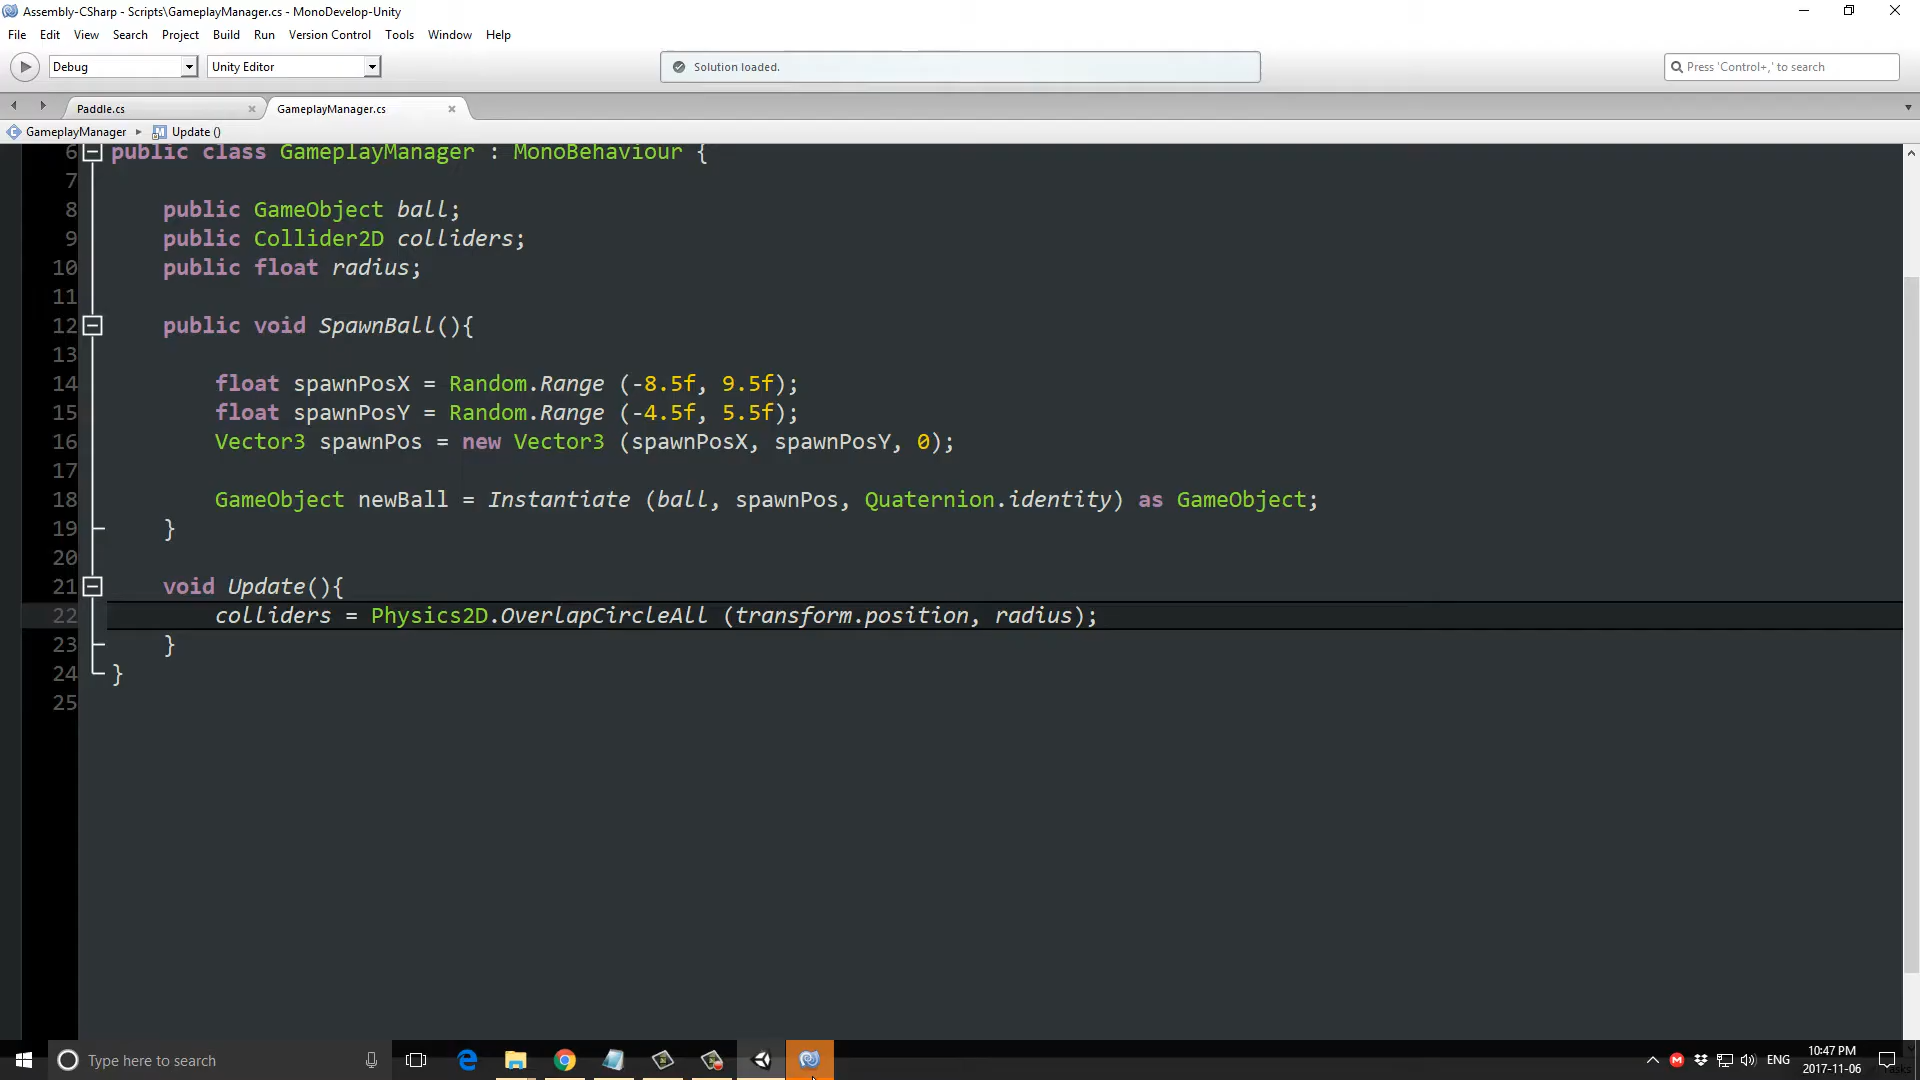 Assembly-CSharp - Scripts\GameplayManager.cs - MonoDevelop-Unity
File Edit View Search Project Build Run Version Control Tools Window Help
Debug Unity Editor Solution loaded. Press 'Control+,' to search
Paddle.cs GameplayManager.cs
GameplayManager Update ()
6 public class GameplayManager : MonoBehaviour {
7
8 public GameObject ball;
9 public Collider2D colliders;
10 public float radius;
11
12 public void SpawnBall(){
13
14 float spawnPosX = Random.Range (-8.5f, 9.5f);
15 float spawnPosY = Random.Range (-4.5f, 5.5f);
16 Vector3 spawnPos = new Vector3 (spawnPosX, spawnPosY, 0);
17
18 GameObject newBall = Instantiate (ball, spawnPos, Quaternion.identity) as GameObject;
19 }
20
21 void Update(){
22 colliders = Physics2D.OverlapCircleAll (transform.position, radius);
23 }
24 }
25
Type here to search ENG 10:47 PM
2017-11-06